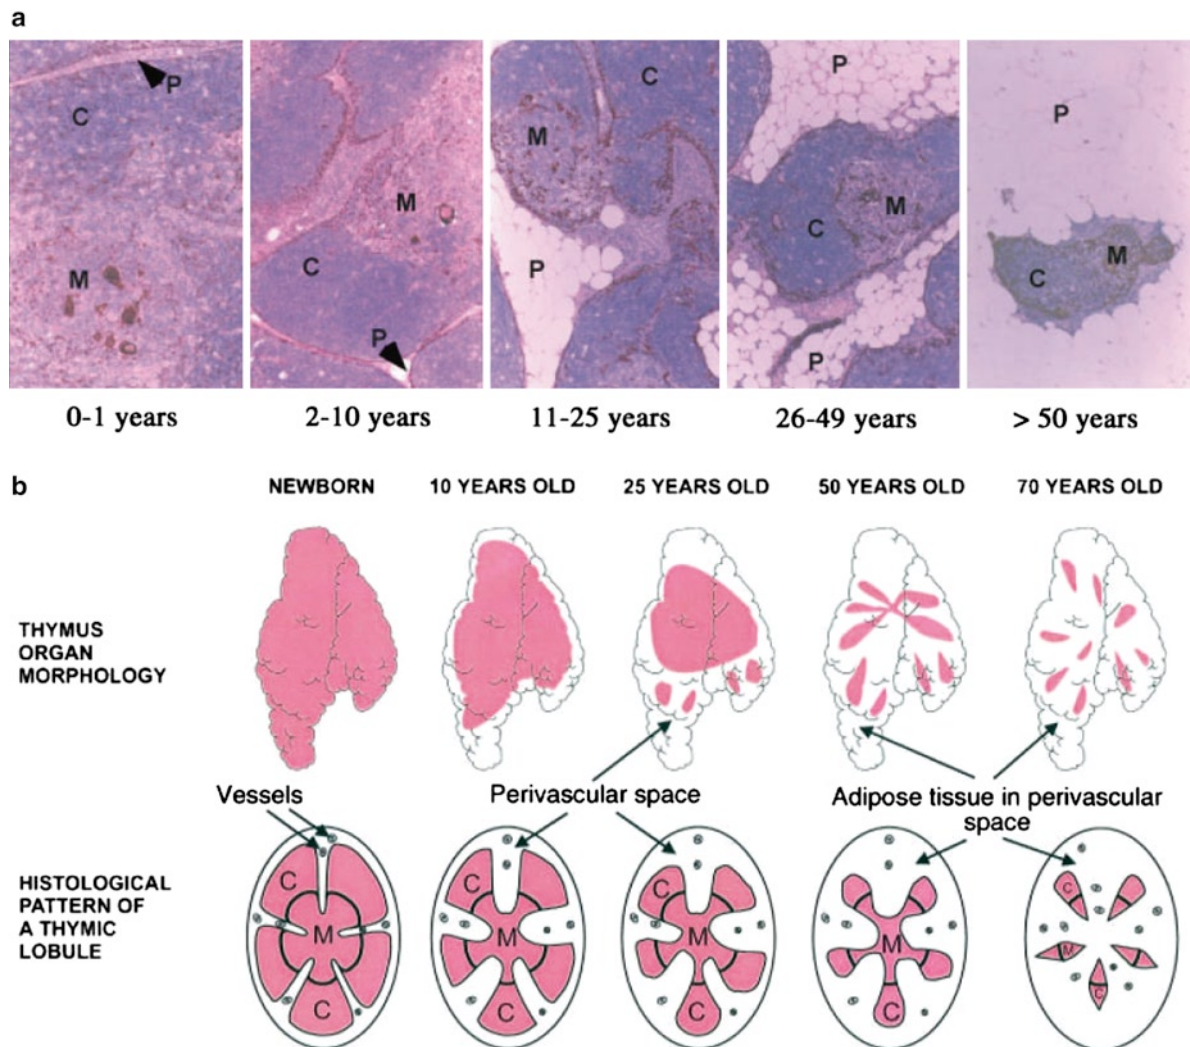 a
P
C
M
M
C
P
C
M
P
P
C
M
P
P
C
M
0-1 years
2-10 years
11-25 years
26-49 years
> 50 years
b
NEWBORN
10 YEARS OLD
25 YEARS OLD
50 YEARS OLD
70 YEARS OLD
THYMUS
ORGAN
MORPHOLOGY
Vessels
Perivascular space
Adipose tissue in perivascular
space
HISTOLOGICAL
PATTERN OF
A THYMIC
LOBULE
C
M
C
C
M
C
C
M
C
M
C
C
M
C